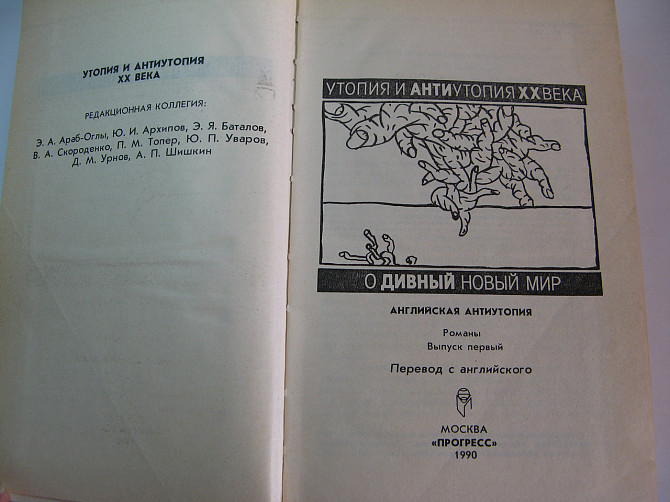 УТОПИЯ И АНТИУТОПИЯ
XX ВЕКА
РЕДАКЦИОННАЯ КОЛЛЕГИЯ:
Э. А. Араб-Оглы, Ю. И. Архипов, Э. Я. Баталов,
В. А. Скороденко, П. М. Топер, Ю. П. Уваров,
Д. М. Урнов, А. П. Шишкин
УТОПИЯ И АНТИУТОПИЯ XX ВЕКА
О ДИВНЫЙ НОВЫЙ МИР
АНГЛИЙСКАЯ АНТИУТОПИЯ
Романы
Выпуск первый
Перевод с английского
МОСКВА
«ПРОГРЕСС»
1990